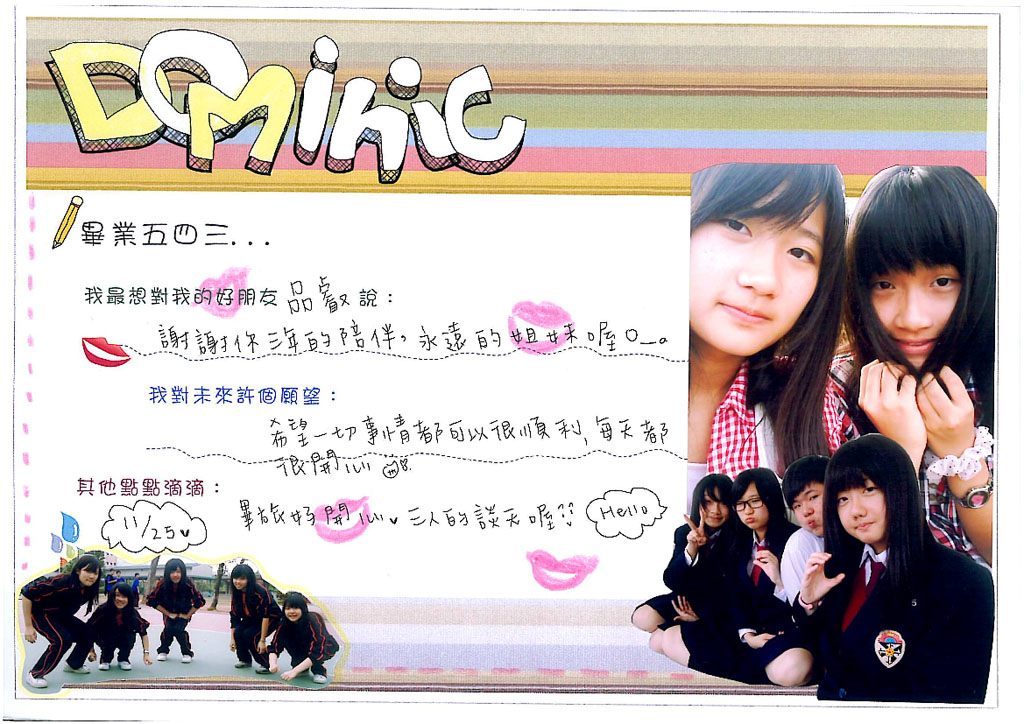 DOMiniC
畢業五四三...
我最想對我的好朋友 品叡 說：
謝謝你三年的陪伴，永遠的姐妹喔 O_o
我對未來許個願望：
希望一切事情都可以很順利，每天都
很開心
其他點點滴滴：
畢旅好開心♥ 三人的談天喔!!
Hello
11/25♥